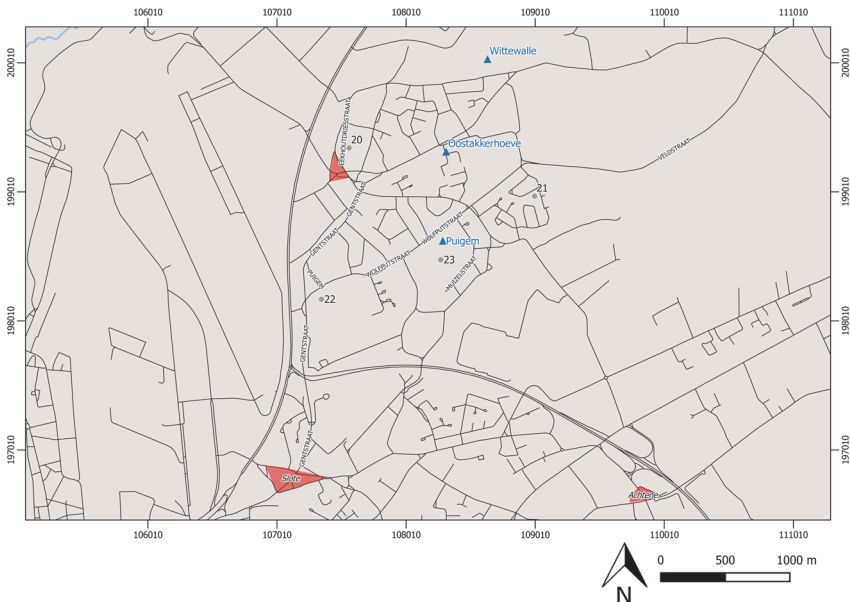 106010 107010 108010 109010 110010 111010
200010 200010
Wittewalle
EEKHOUTDRIESSTRAAT
20
Oostakkerhoeve
VELDSTRAAT
199010 199010
21
GENTSTRAAT
WOLFPUTSTRAAT
GENTSTRAAT
Puigem
WOLFPUTSTRAAT
23
PUIGEM
MUIZELSTRAAT
22
198010 198010
GENTSTRAAT
197010 197010
GENTSTRAAT
Slote
Achtene
106010 107010 108010 109010 110010 111010
0 500 1000 m
N